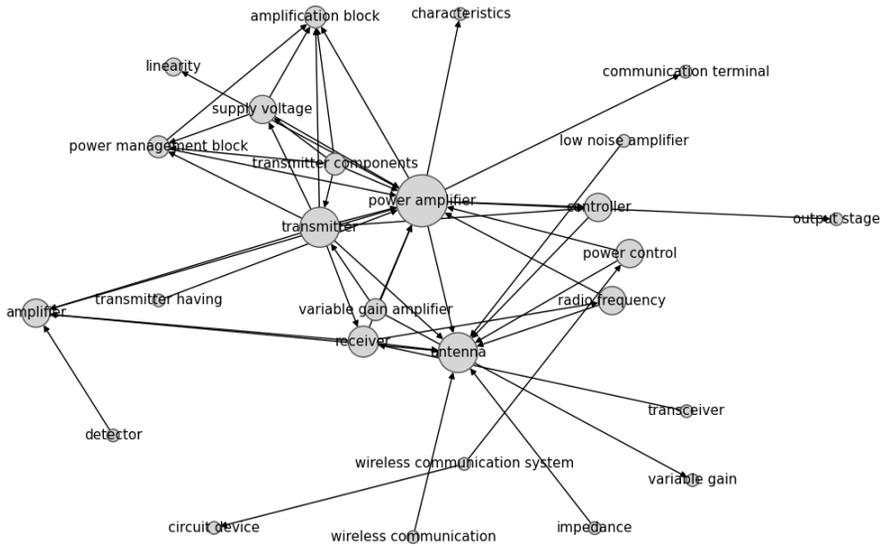 amplification block
characteristics
linearity
communication terminal
supply voltage
power management block
low noise amplifier
transmitter components
power amplifier
controller
output stage
transmitter
power control
transmitter having
radio frequency
amplifier
variable gain amplifier
receiver
antenna
transceiver
detector
wireless communication system
variable gain
circuit device
impedance
wireless communication